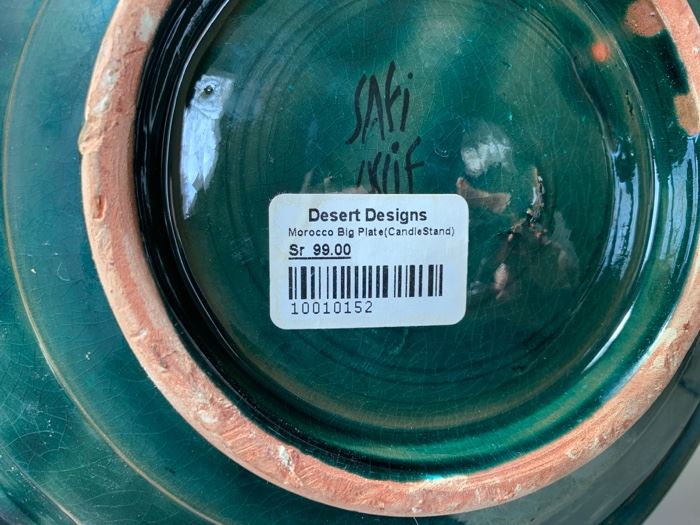 SAFi
Desert Designs
Morocco Big Plate(CandleStand)
Sr 99.00
10010152